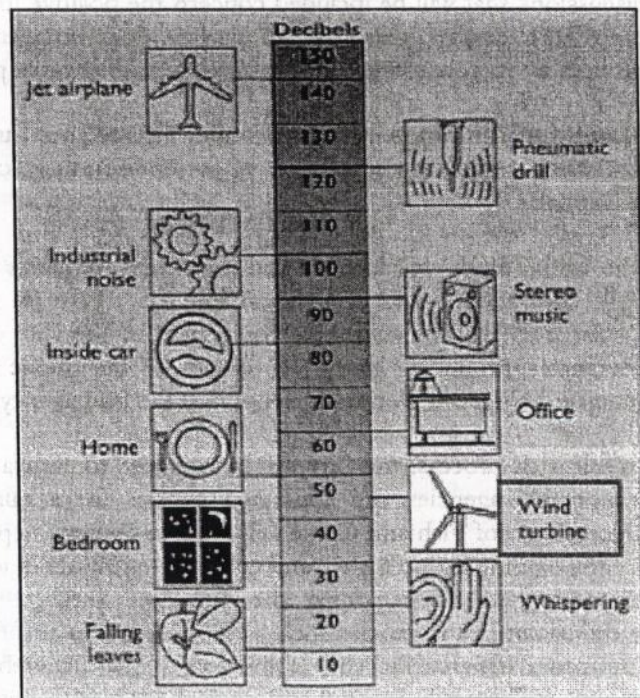 Decibels
150
Jet airplane
140
130
Pneumatic
drill
120
110
Industrial
noise
100
Stereo
music
90
Inside car
80
70
Office
60
Home
50
Wind
turbine
40
Bedroom
30
Whispering
20
Falling
leaves
10